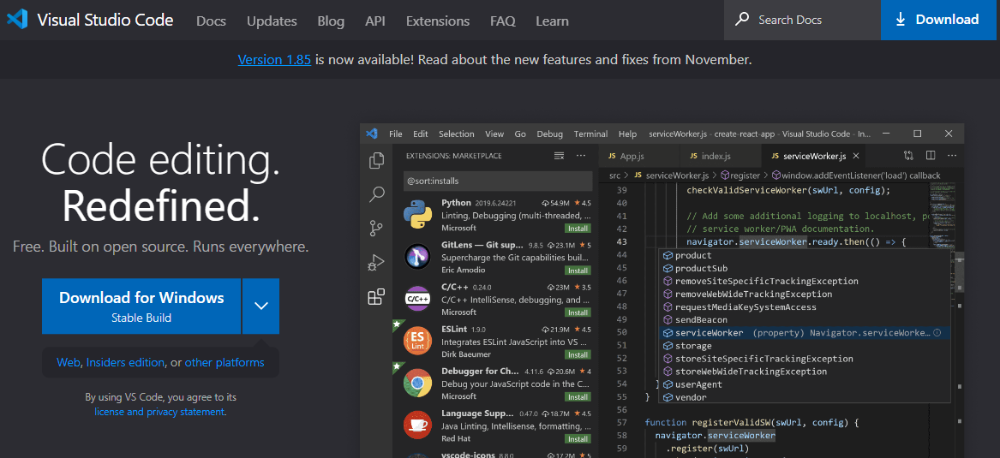 Visual Studio Code Docs Updates Blog API Extensions FAQ Learn Search Docs Download
Version 1.85 is now available! Read about the new features and fixes from November.
Code editing.
Redefined.
Free. Built on open source. Runs everywhere.
Download for Windows
Stable Build
Web, Insiders edition, or other platforms
By using VS Code, you agree to its
license and privacy statement.
File Edit Selection View Go Debug Terminal Help serviceWorker.js - create-react-app - Visual Studio Code - In...
EXTENSIONS: MARKETPLACE
@sort:installs
Python 2019.6.24221 54.9M 4.5
Linting, Debugging (multi-threaded, ...
Microsoft Install
GitLens — Git sup... 9.8.5 23.1M 5
Supercharge the Git capabilities buil...
Eric Amodio Install
C/C++ 0.24.0 23M 3.5
C/C++ IntelliSense, debugging, and ...
Microsoft Install
ESLint 1.9.0 21.9M 4.5
Integrates ESLint JavaScript into VS ...
Dirk Baeumer Install
Debugger for Ch... 4.11.6 20.6M 4
Debug your JavaScript code in the C...
Microsoft Install
Language Supp... 0.47.0 18.7M 4.5
Java Linting, Intellisense, formatting, ...
Red Hat Install
vscode-icons 8.8.0 17.2M 5
C/C++
ES
Lint
JS App.js JS index.js JS serviceWorker.js
src > JS serviceWorker.js > register > window.addEventListener('load') callback
39 checkValidServiceWorker(swUrl, config);
40
41 // Add some additional logging to localhost, po
42 // service worker/PWA documentation.
43 navigator.serviceWorker.ready.then(() => {
44 product
45 productSub
46 removeSiteSpecificTrackingException
47 removeWebWideTrackingException
48 requestMediaKeySystemAccess
49 sendBeacon
50 serviceWorker (property) Navigator.serviceWorke...
51 storage
52 storeSiteSpecificTrackingException
53 storeWebWideTrackingException
54 } userAgent
55 } vendor
56
57 function registerValidSW(swUrl, config) {
58 navigator.serviceWorker
59 .register(swUrl)